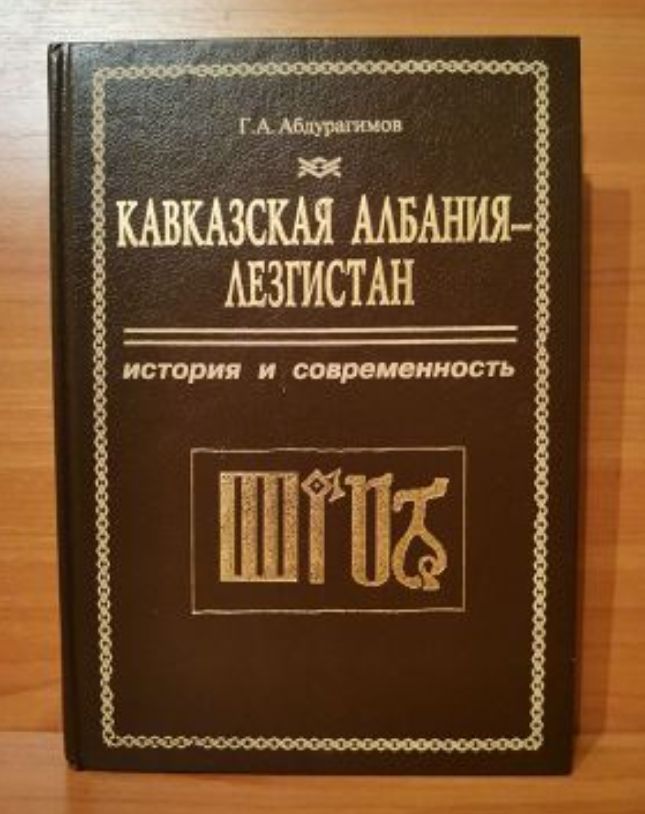 Г.А. Абдурагимов
КАВКАЗСКАЯ АЛБАНИЯ–
ЛЕЗГИСТАН
история и современность